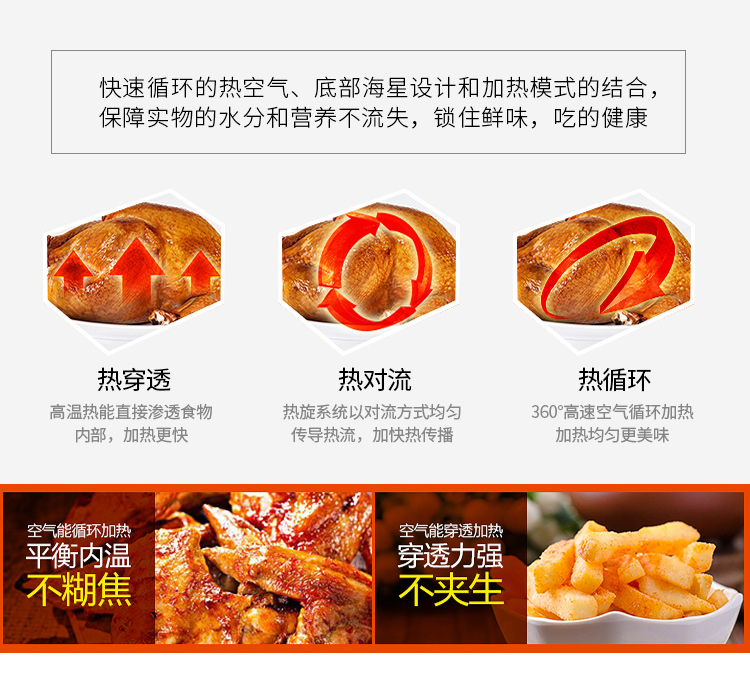 快速循环的热空气、底部海星设计和加热模式的结合，
保障实物的水分和营养不流失，锁住鲜味，吃的健康
热穿透
高温热能直接渗透食物
内部，加热更快
热对流
热旋系统以对流方式均匀
传导热流，加快热传播
热循环
360°高速空气循环加热
加热均匀更美味
空气能循环加热
平衡内温
不糊焦
空气能穿透加热
穿透力强
不夹生